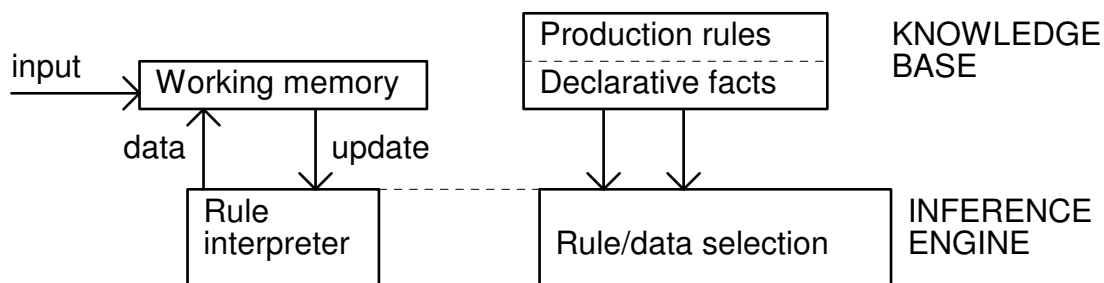 Production rules
KNOWLEDGE
BASE
input
Working memory
Declarative facts
data
update
Rule
interpreter
Rule/data selection
INFERENCE
ENGINE